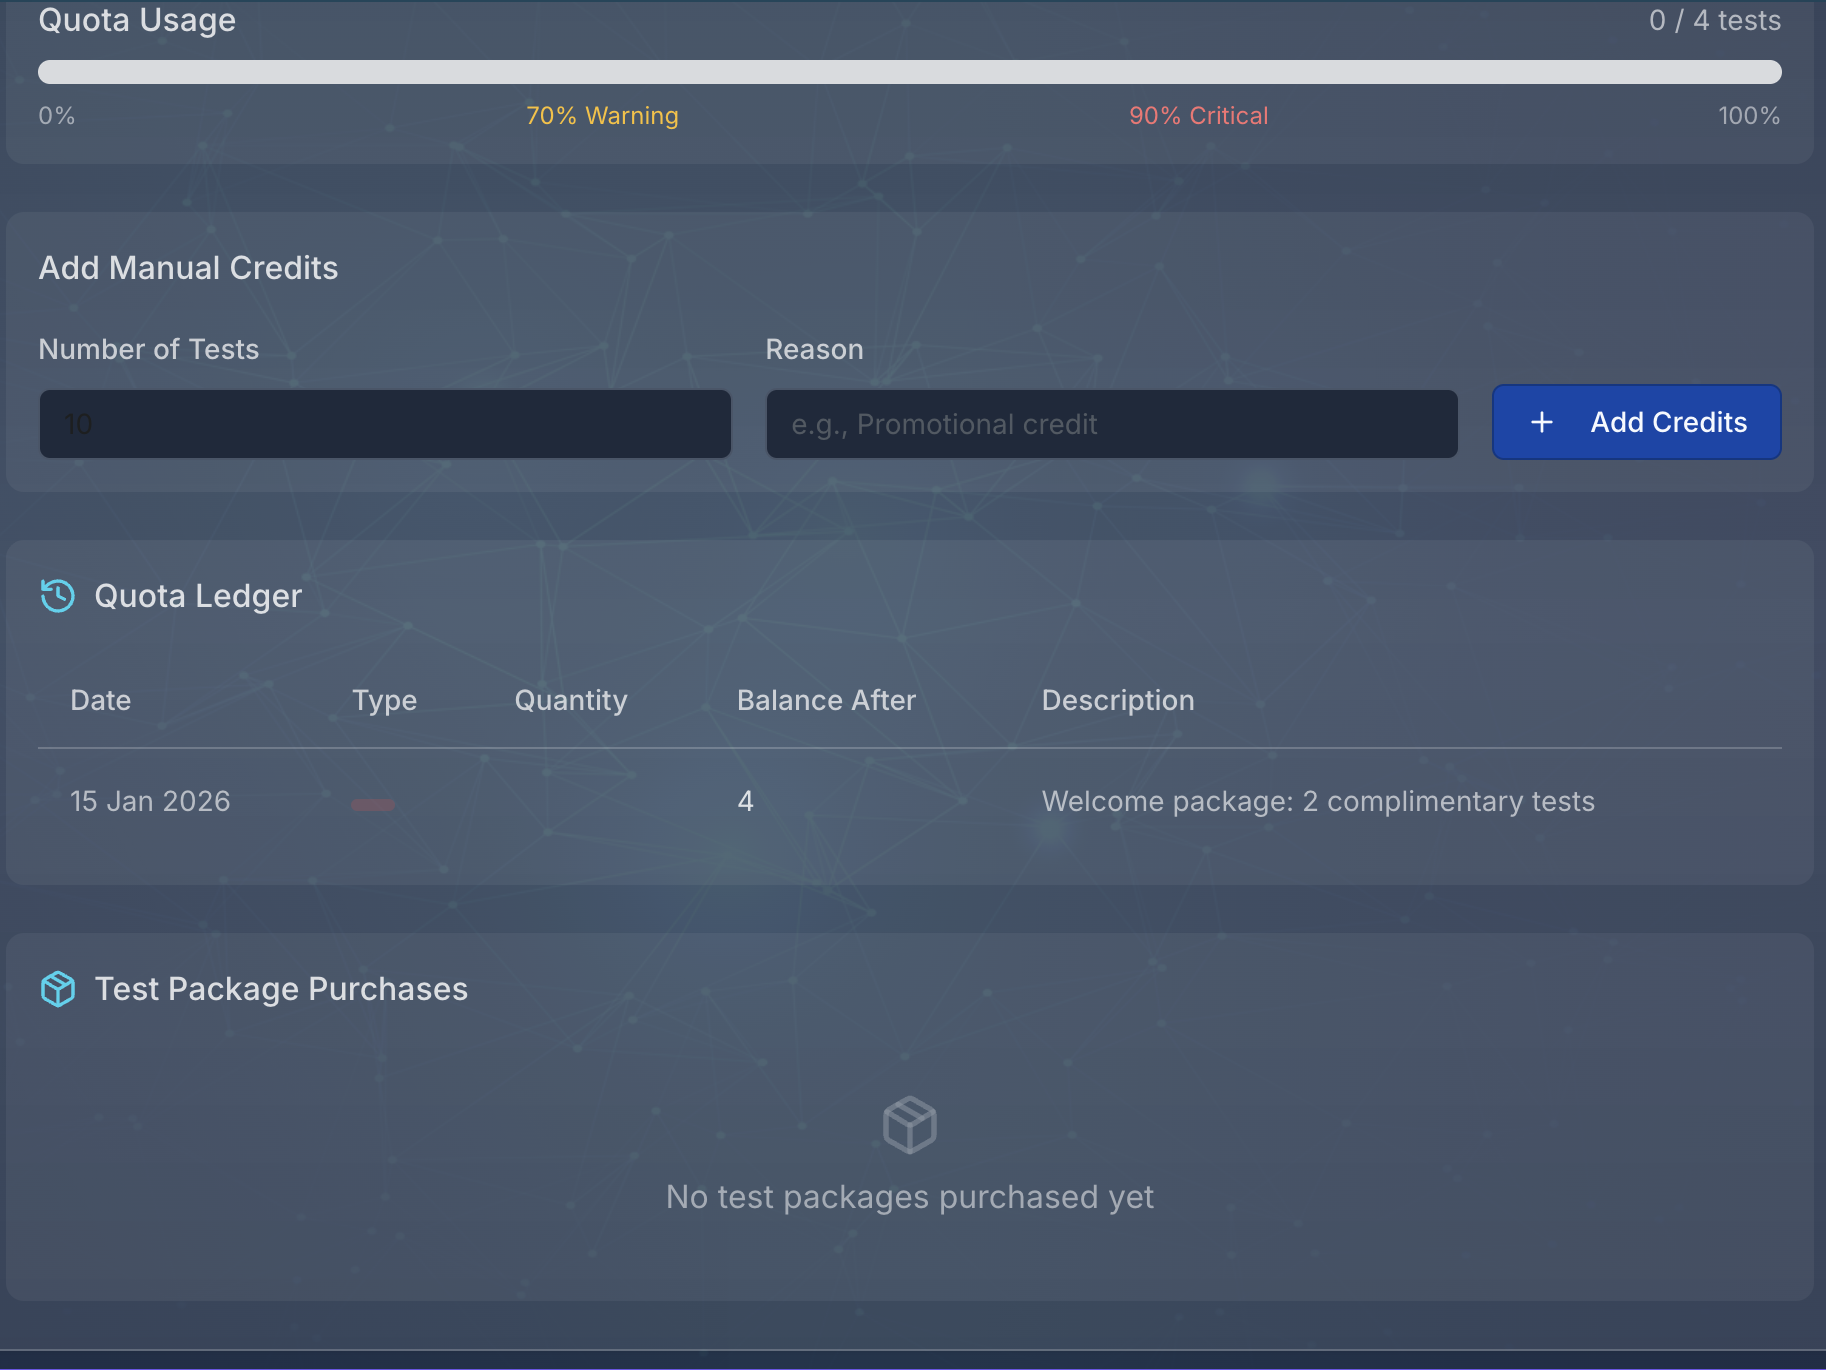 Quota Usage
0 / 4 tests
0%
70% Warning
90% Critical
100%
Add Manual Credits
Number of Tests
Reason
10
e.g., Promotional credit
+ Add Credits
Quota Ledger
Date Type Quantity Balance After Description
15 Jan 2026 4 Welcome package: 2 complimentary tests
Test Package Purchases
No test packages purchased yet